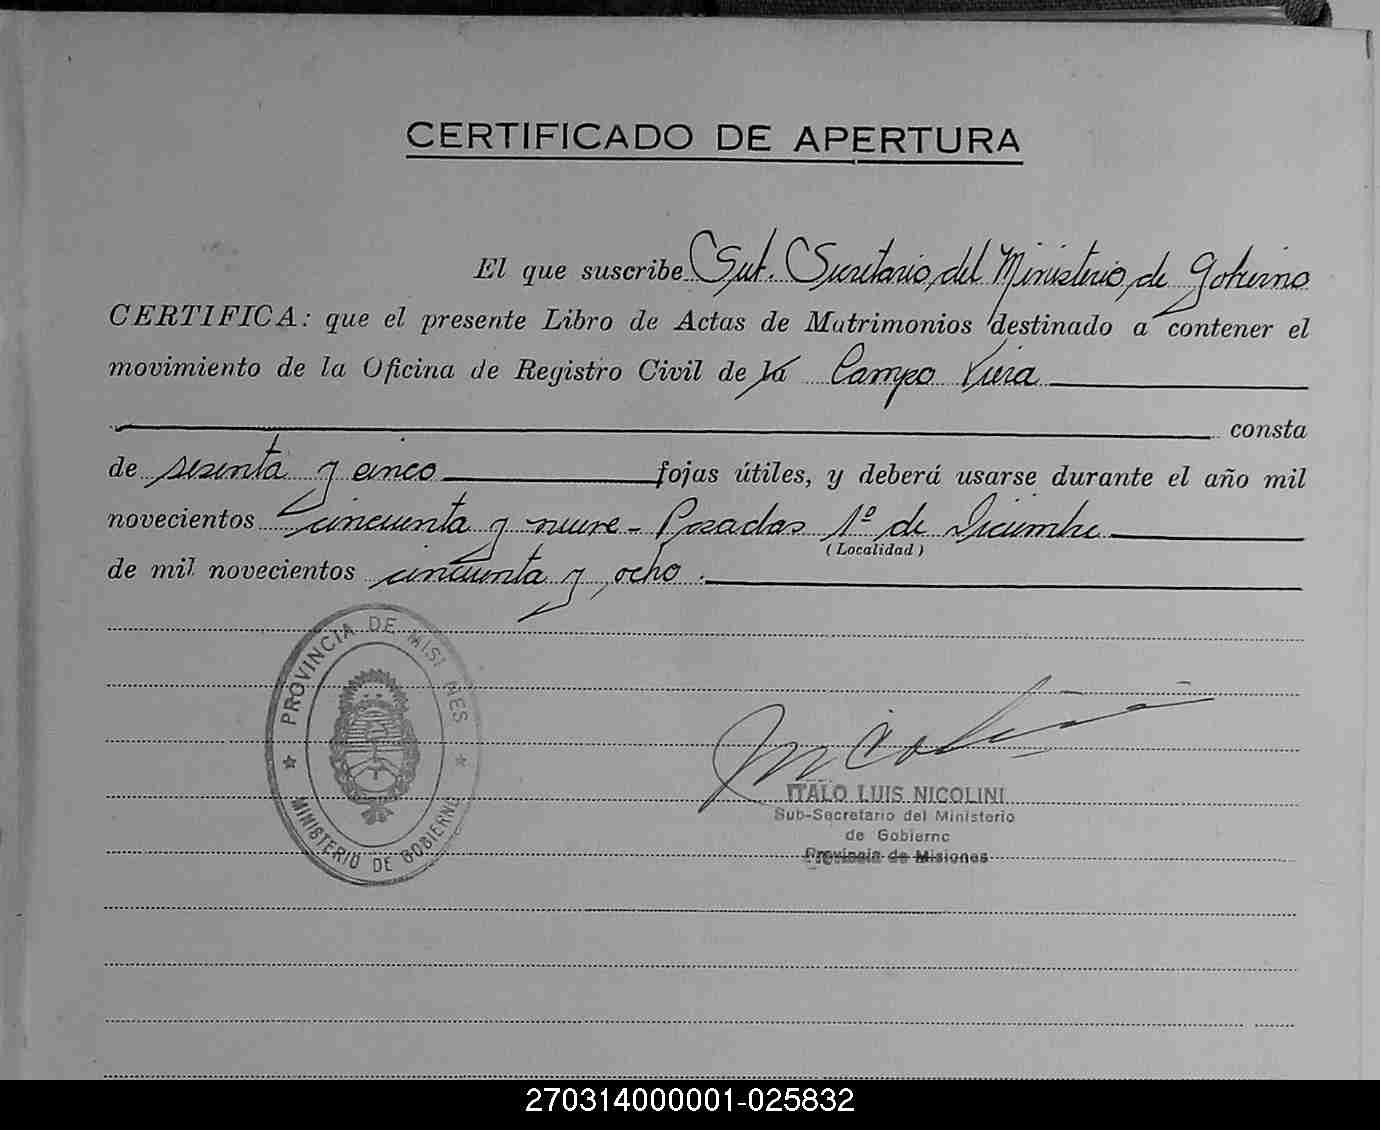 CERTIFICADO DE APERTURA
El que suscribe Sub. Secretario del Ministerio de Gobierno
CERTIFICA: que el presente Libro de Actas de Matrimonios destinado a contener el
movimiento de la Oficina de Registro Civil de la Campo Viera
consta
de sesenta y cinco fojas útiles, y deberá usarse durante el año mil
novecientos cincuenta y nueve - Posadas 1º de Diciembre
(Localidad)
de mil novecientos cincuenta y ocho.
PROVINCIA DE MISIONES
MINISTERIO DE GOBIERNO
Nicolini
ITALO LUIS NICOLINI
Sub-Secretario del Ministerio
de Gobierno
Provincia de Misiones
270314000001-025832